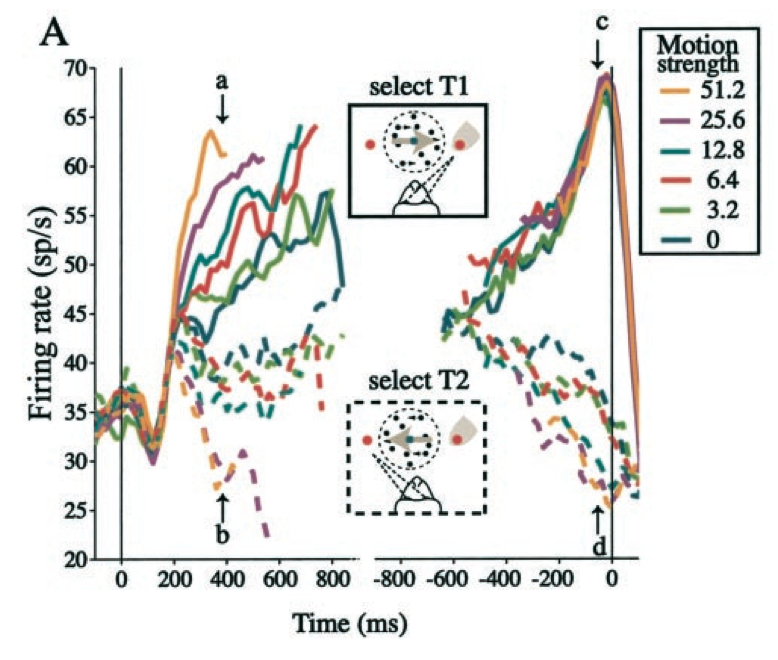 A
a
c
select T1
Motion
strength
51.2
25.6
12.8
6.4
3.2
0
Firing rate (sp/s)
70
65
60
55
50
45
40
35
30
25
20
select T2
b
d
0 200 400 600 800 -800 -600 -400 -200 0
Time (ms)